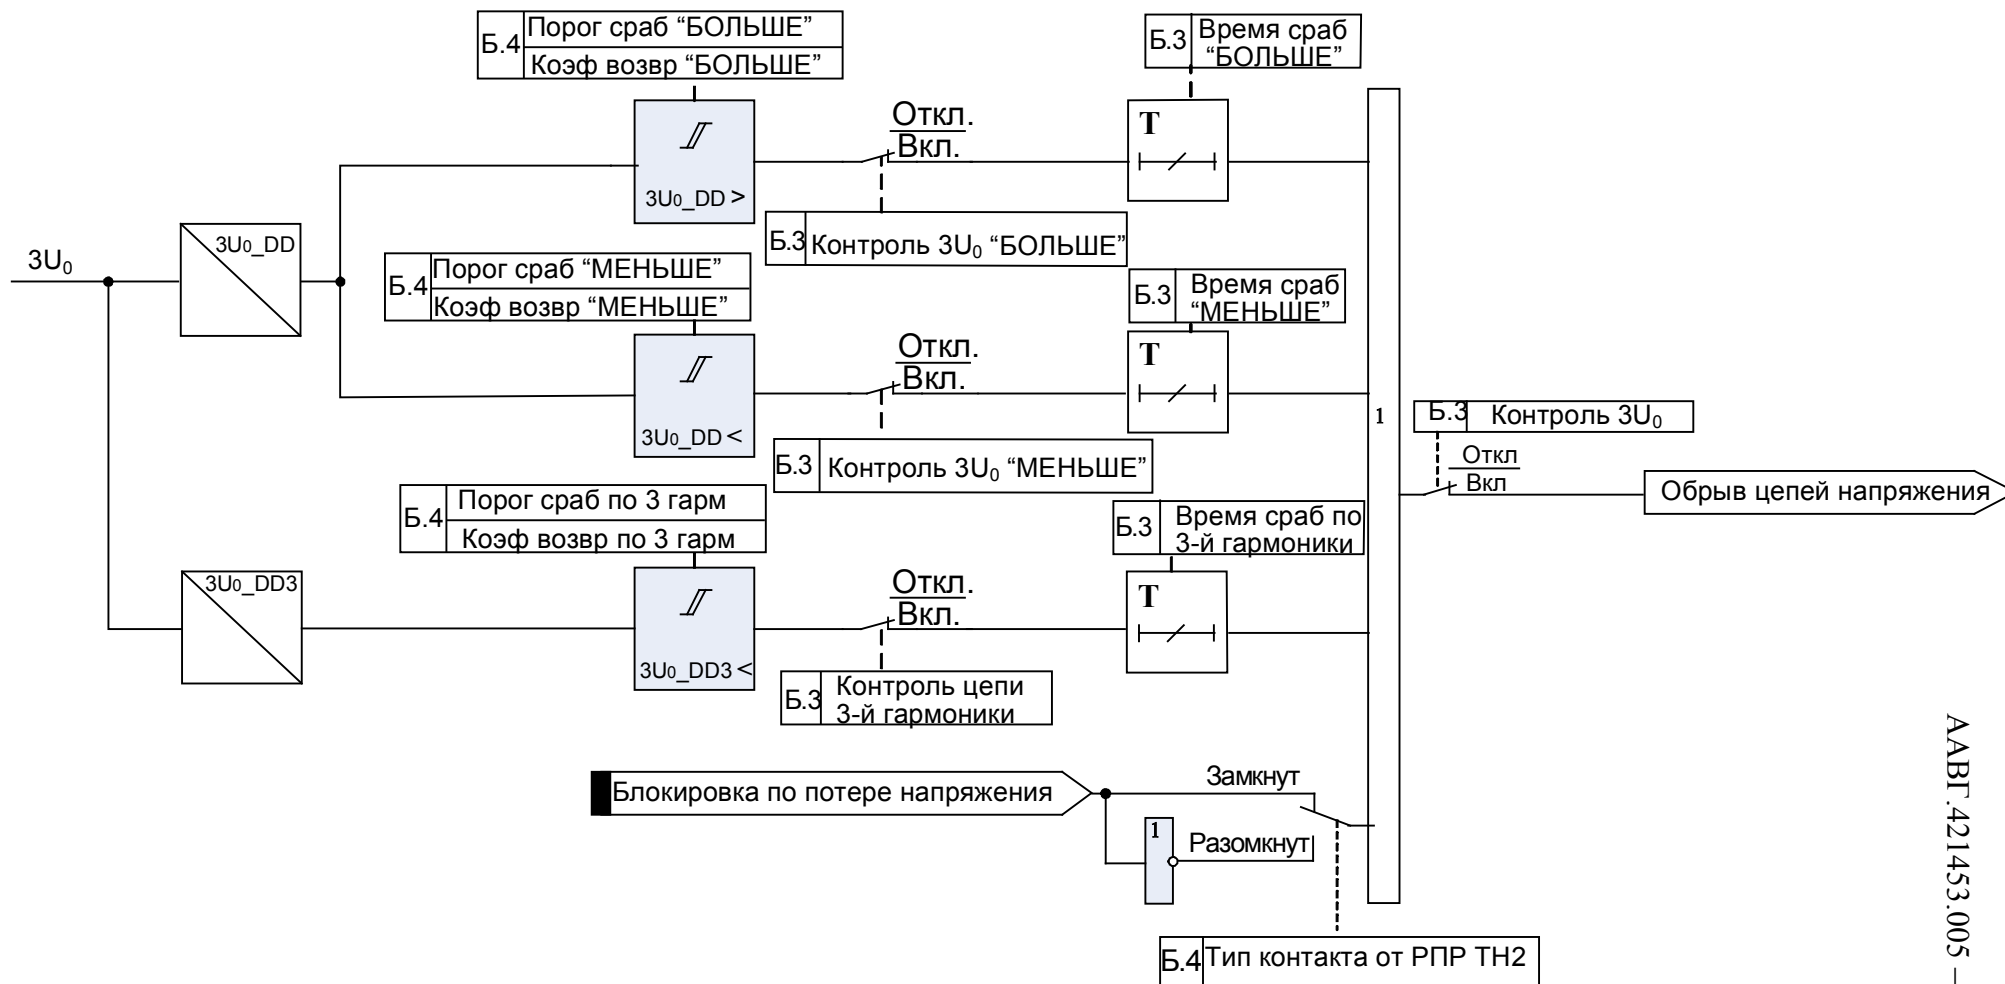 Б.4
Порог сраб “БОЛЬШЕ”
Коэф возвр “БОЛЬШЕ”
Б.3
Время сраб
“БОЛЬШЕ”
3U0_DD >
Откл.
Вкл.
T
Б.3
Контроль 3U0 “БОЛЬШЕ”
3U0
3U0_DD
Б.4
Порог сраб “МЕНЬШЕ”
Коэф возвр “МЕНЬШЕ”
Б.3
Время сраб
“МЕНЬШЕ”
3U0_DD <
Откл.
Вкл.
T
Б.3
Контроль 3U0 “МЕНЬШЕ”
1
Б.3
Контроль 3U0
Откл
Вкл
Обрыв цепей напряжения
Б.4
Порог сраб по 3 гарм
Коэф возвр по 3 гарм
Б.3
Время сраб по
3-й гармоники
3U0_DD3
3U0_DD3 <
Откл.
Вкл.
T
Б.3
Контроль цепи
3-й гармоники
Блокировка по потере напряжения
Замкнут
1
Разомкнут
Б.4
Тип контакта от РПР ТН2
ААВГ.421453.005 –